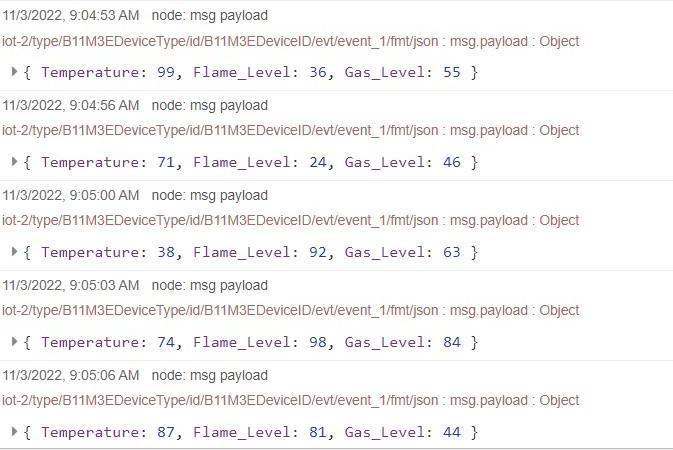 11/3/2022, 9:04:53 AM node: msg payload
iot-2/type/B11M3EDeviceType/id/B11M3EDeviceID/evt/event_1/fmt/json : msg.payload : Object
{ Temperature: 99, Flame_Level: 36, Gas_Level: 55 }
11/3/2022, 9:04:56 AM node: msg payload
iot-2/type/B11M3EDeviceType/id/B11M3EDeviceID/evt/event_1/fmt/json : msg.payload : Object
{ Temperature: 71, Flame_Level: 24, Gas_Level: 46 }
11/3/2022, 9:05:00 AM node: msg payload
iot-2/type/B11M3EDeviceType/id/B11M3EDeviceID/evt/event_1/fmt/json : msg.payload : Object
{ Temperature: 38, Flame_Level: 92, Gas_Level: 63 }
11/3/2022, 9:05:03 AM node: msg payload
iot-2/type/B11M3EDeviceType/id/B11M3EDeviceID/evt/event_1/fmt/json : msg.payload : Object
{ Temperature: 74, Flame_Level: 98, Gas_Level: 84 }
11/3/2022, 9:05:06 AM node: msg payload
iot-2/type/B11M3EDeviceType/id/B11M3EDeviceID/evt/event_1/fmt/json : msg.payload : Object
{ Temperature: 87, Flame_Level: 81, Gas_Level: 44 }